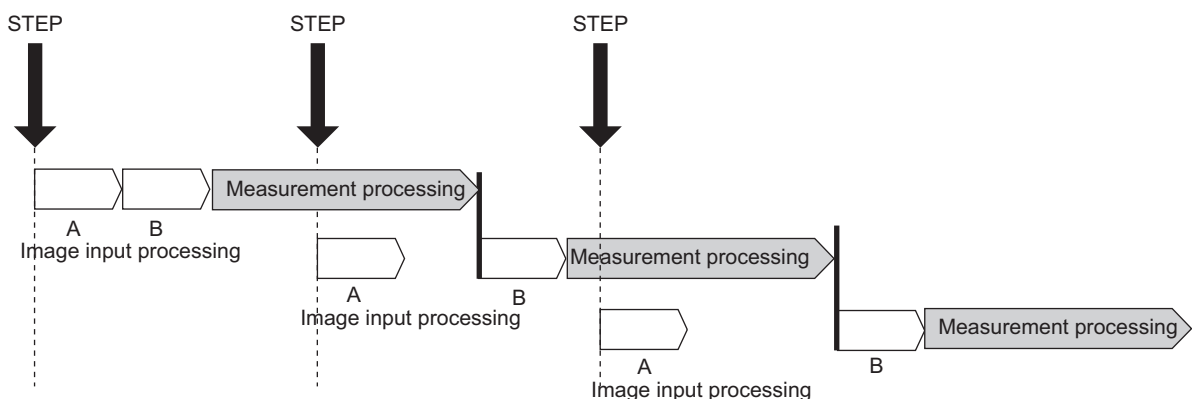 STEP
STEP
STEP
Measurement processing
A
B
Image input processing
Measurement processing
A
B
Image input processing
Measurement processing
A
B
Image input processing